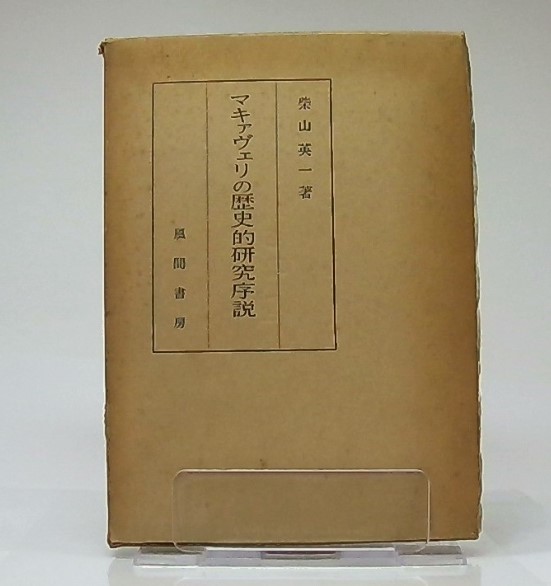 柴山英一著
マキァヴェリの歴史的研究序説
風間書房